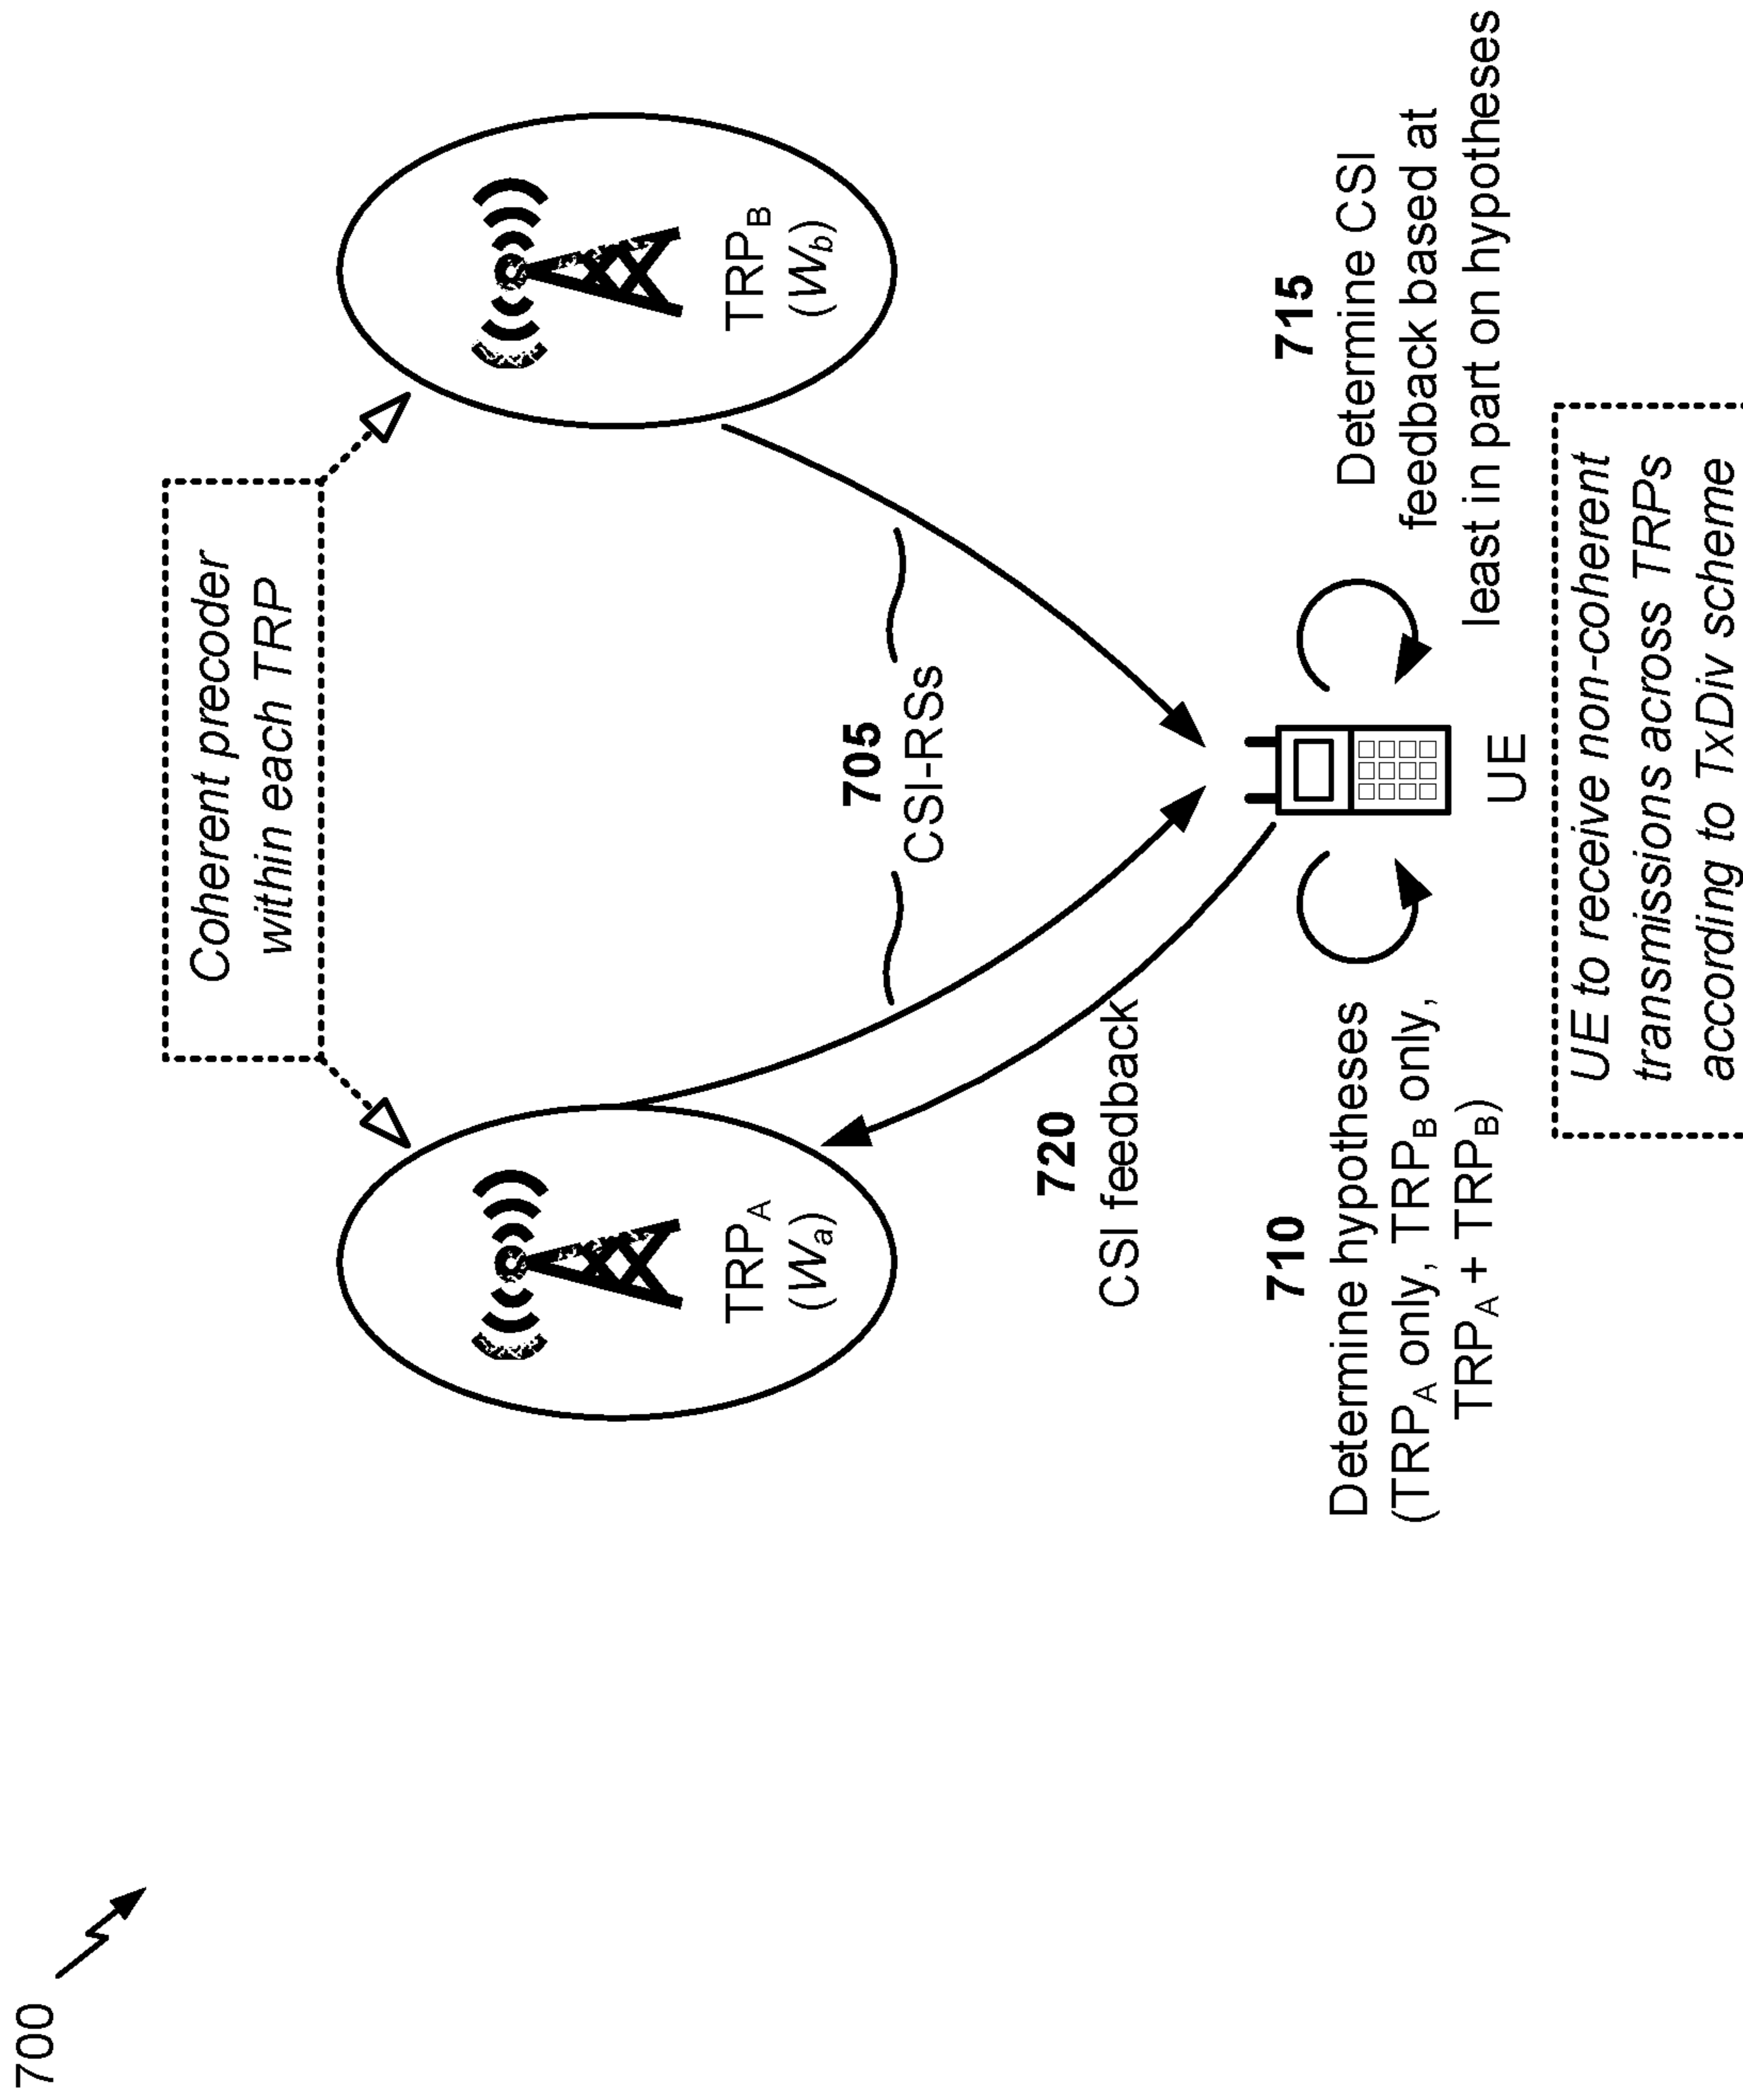 700
Coherent precoder
within each TRP
TRP_A
(W_a)
TRP_B
(W_b)
705
CSI-RSs
720
CSI feedback
710
Determine hypotheses
(TRP_A only, TRP_B only,
TRP_A + TRP_B)
UE
715
Determine CSI
feedback based at
least in part on hypotheses
UE to receive non-coherent
transmissions across TRPs
according to TxDiv scheme